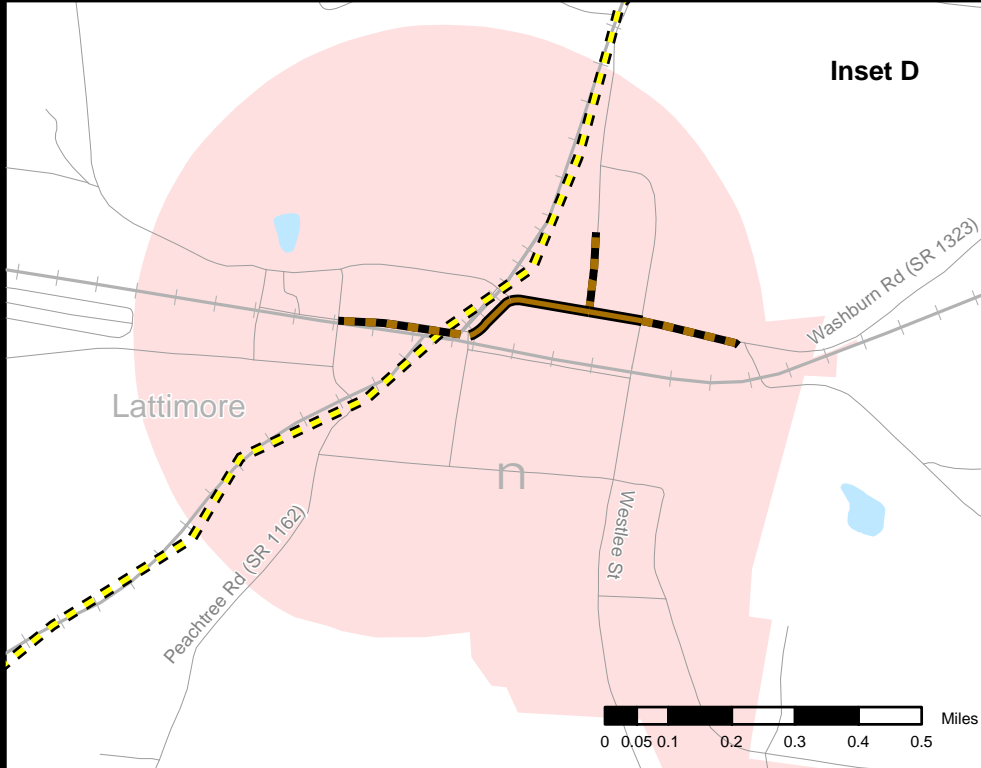 Inset D
Washburn Rd (SR 1323)
Lattimore
n
Westlee St
Peachtree Rd (SR 1162)
Miles
0 0.05 0.1 0.2 0.3 0.4 0.5